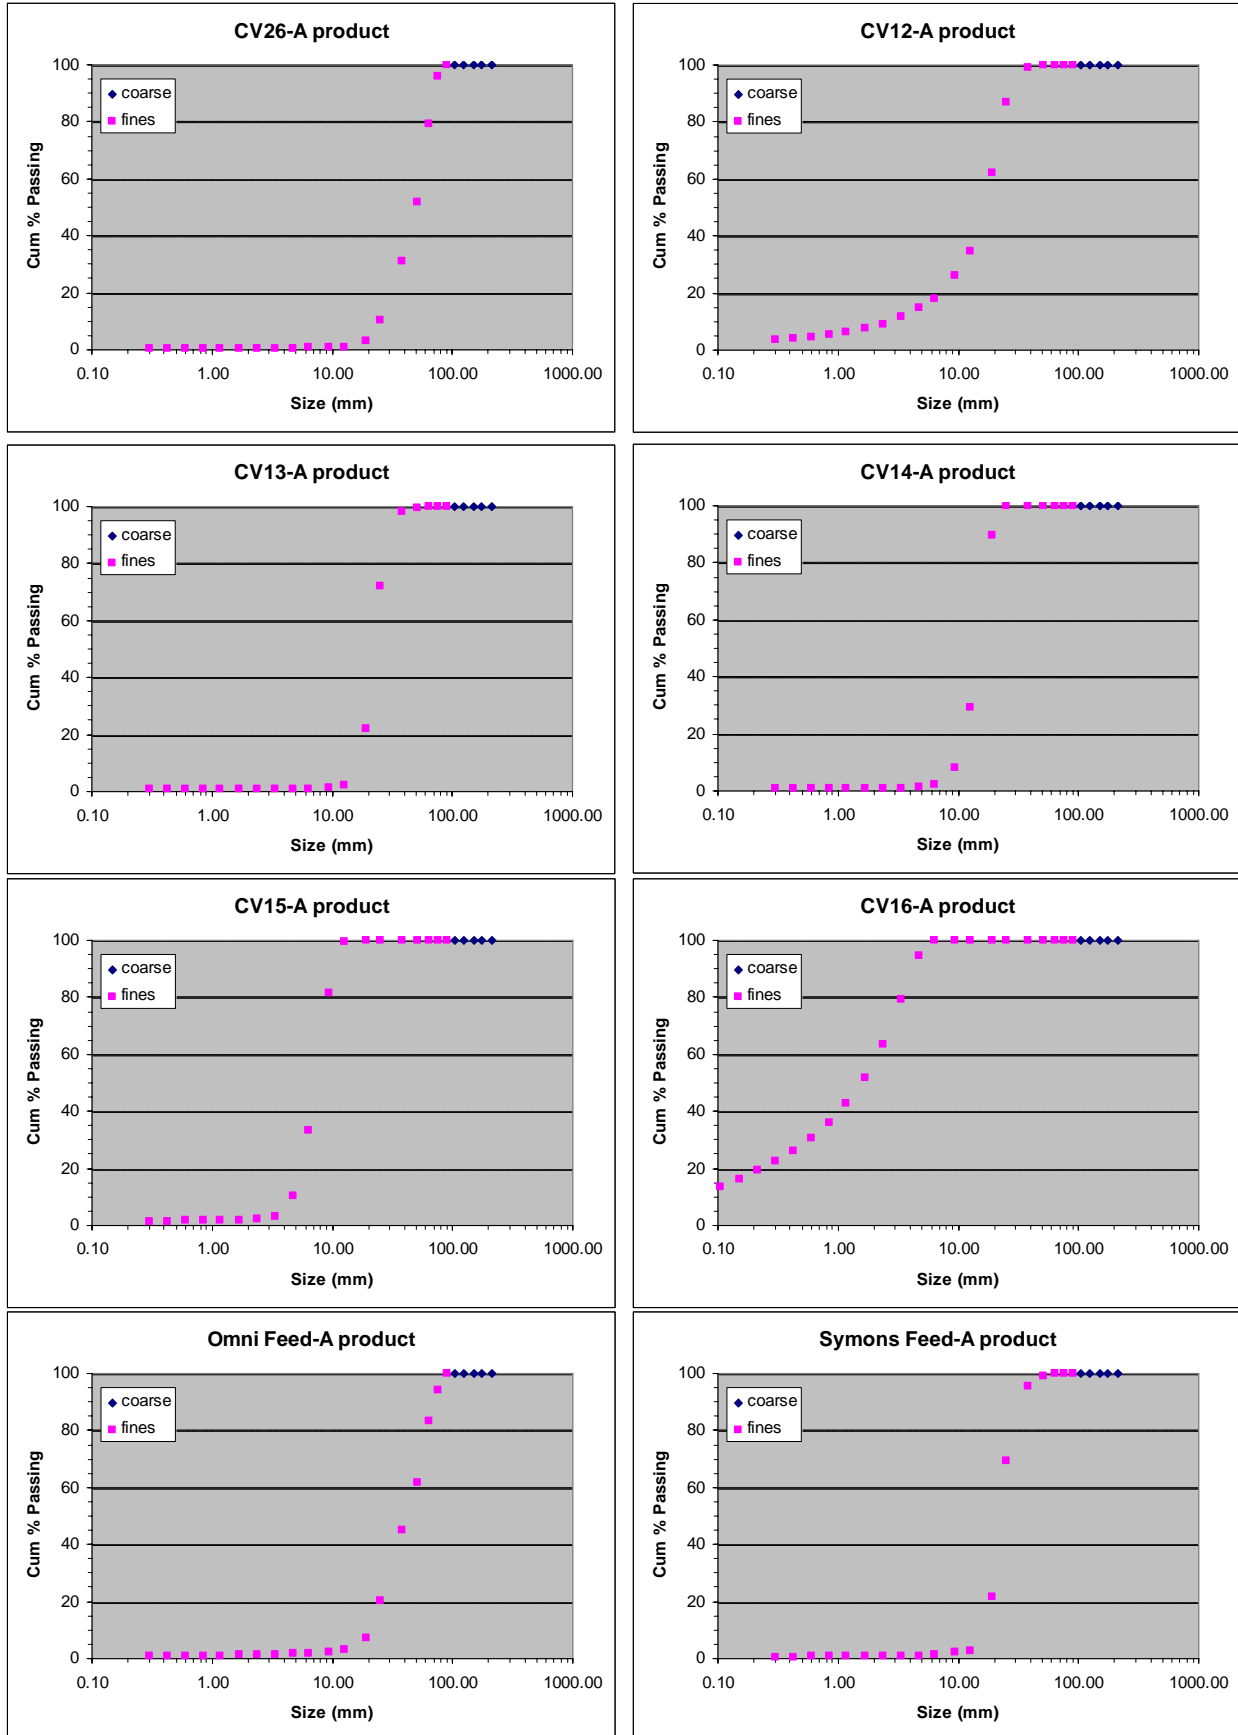 CV26-A product
100
80
60
40
20
0
Cum % Passing
coarse
fines
0.10 1.00 10.00 100.00 1000.00
Size (mm)
CV12-A product
100
80
60
40
20
0
Cum % Passing
coarse
fines
0.10 1.00 10.00 100.00 1000.00
Size (mm)
CV13-A product
100
80
60
40
20
0
Cum % Passing
coarse
fines
0.10 1.00 10.00 100.00 1000.00
Size (mm)
CV14-A product
100
80
60
40
20
0
Cum % Passing
coarse
fines
0.10 1.00 10.00 100.00 1000.00
Size (mm)
CV15-A product
100
80
60
40
20
0
Cum % Passing
coarse
fines
0.10 1.00 10.00 100.00 1000.00
Size (mm)
CV16-A product
100
80
60
40
20
0
Cum % Passing
coarse
fines
0.10 1.00 10.00 100.00 1000.00
Size (mm)
Omni Feed-A product
100
80
60
40
20
0
Cum % Passing
coarse
fines
0.10 1.00 10.00 100.00 1000.00
Size (mm)
Symons Feed-A product
100
80
60
40
20
0
Cum % Passing
coarse
fines
0.10 1.00 10.00 100.00 1000.00
Size (mm)